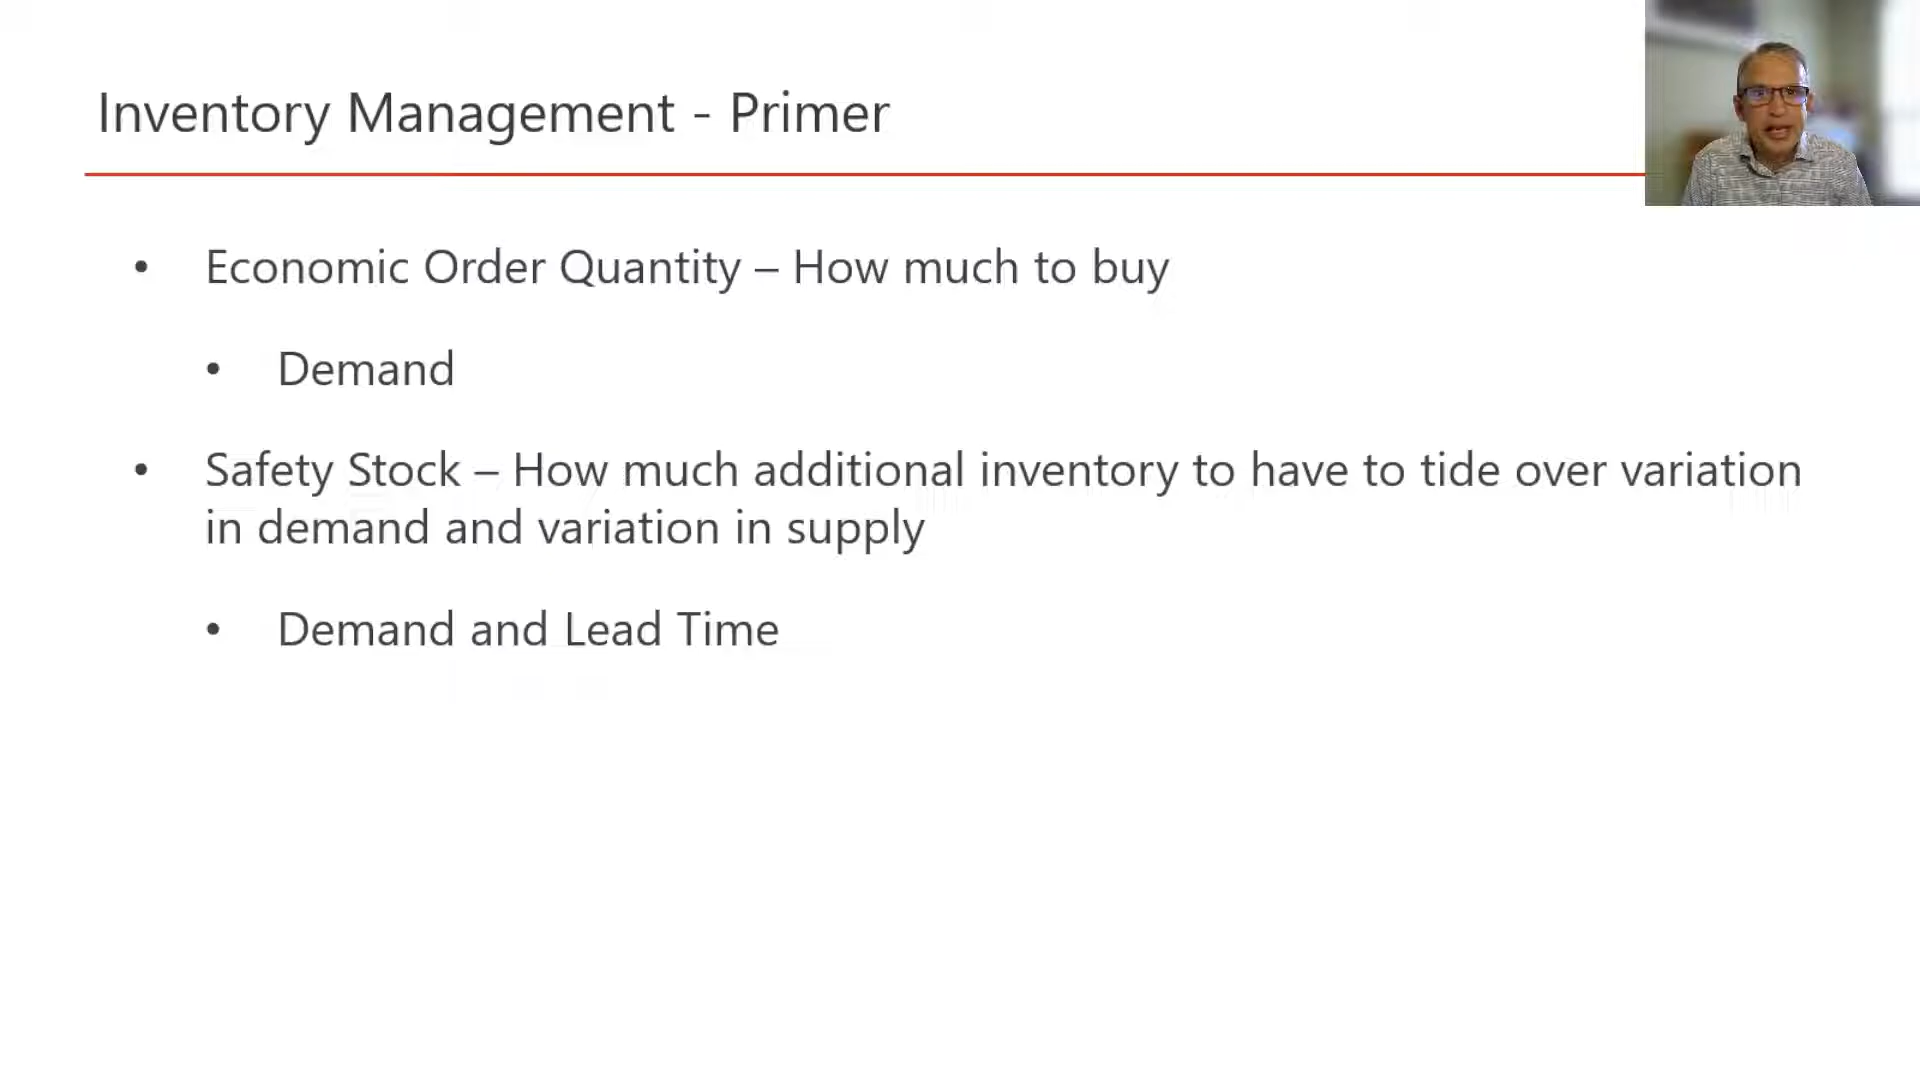 Inventory Management - Primer
• Economic Order Quantity – How much to buy
• Demand
• Safety Stock – How much additional inventory to have to tide over variation
in demand and variation in supply
• Demand and Lead Time